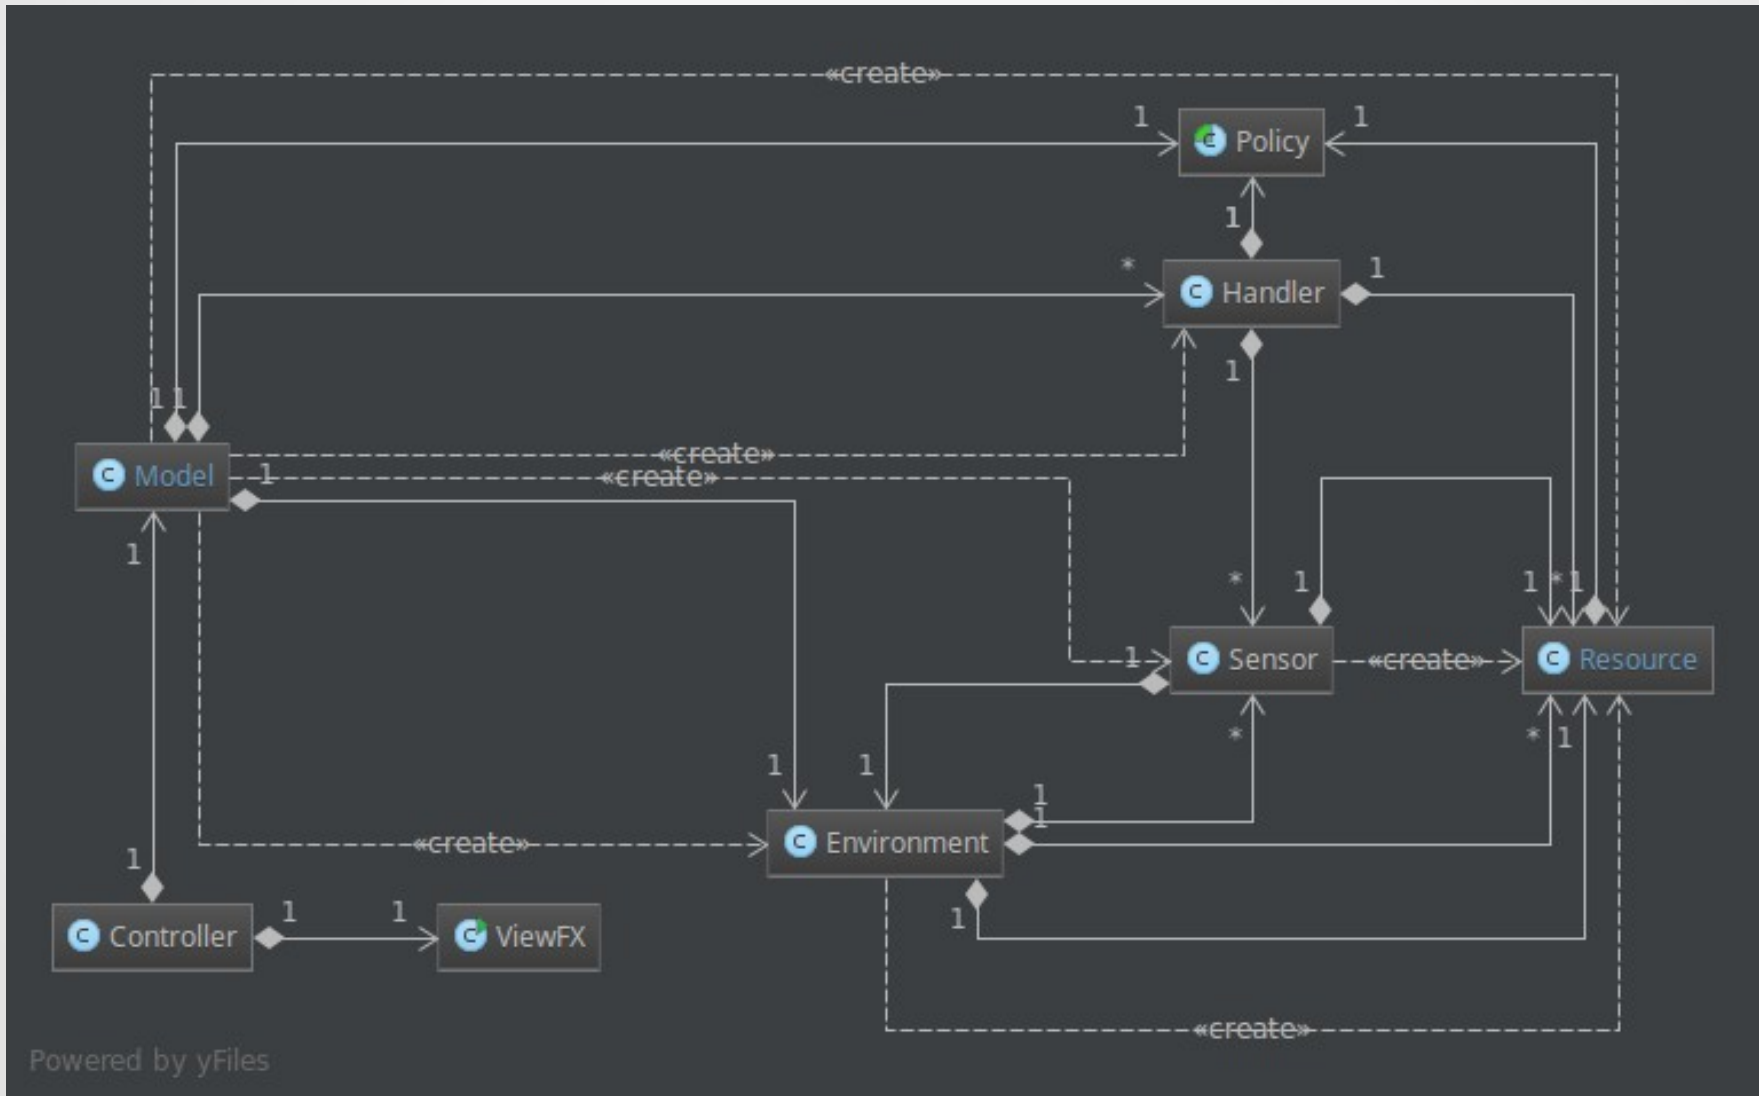 «create»
1
1
Policy
1
*
Handler
1
1
1
1
«create»
«create»
Model
1
1
*
1
1
*
1
1
Sensor
«create»
Resource
*
*
1
1
1
1
1
Environment
«create»
1
1
Controller
1
1
ViewFX
1
«create»
Powered by yFiles